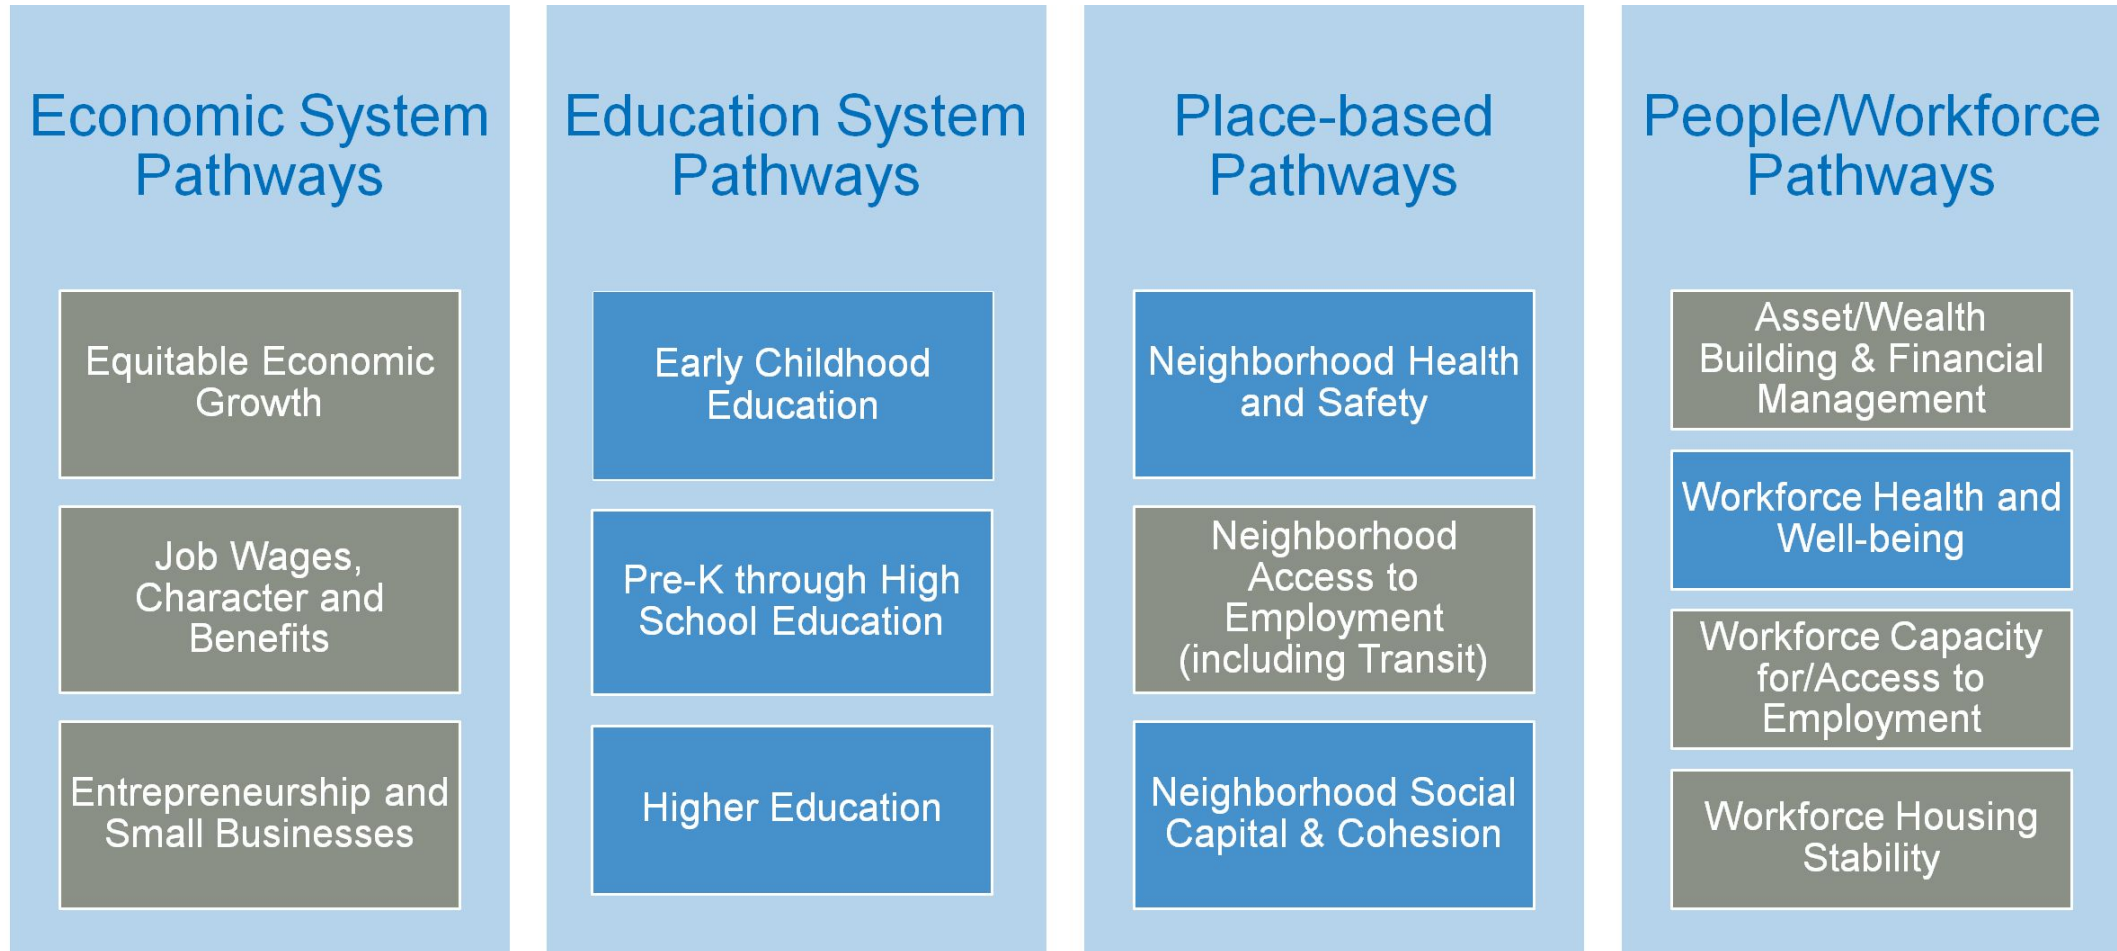 Economic System
Pathways
Equitable Economic
Growth
Job Wages,
Character and
Benefits
Entrepreneurship and
Small Businesses
Education System
Pathways
Early Childhood
Education
Pre-K through High
School Education
Higher Education
Place-based
Pathways
Neighborhood Health
and Safety
Neighborhood
Access to
Employment
(including Transit)
Neighborhood Social
Capital & Cohesion
People/Workforce
Pathways
Asset/Wealth
Building & Financial
Management
Workforce Health and
Well-being
Workforce Capacity
for/Access to
Employment
Workforce Housing
Stability